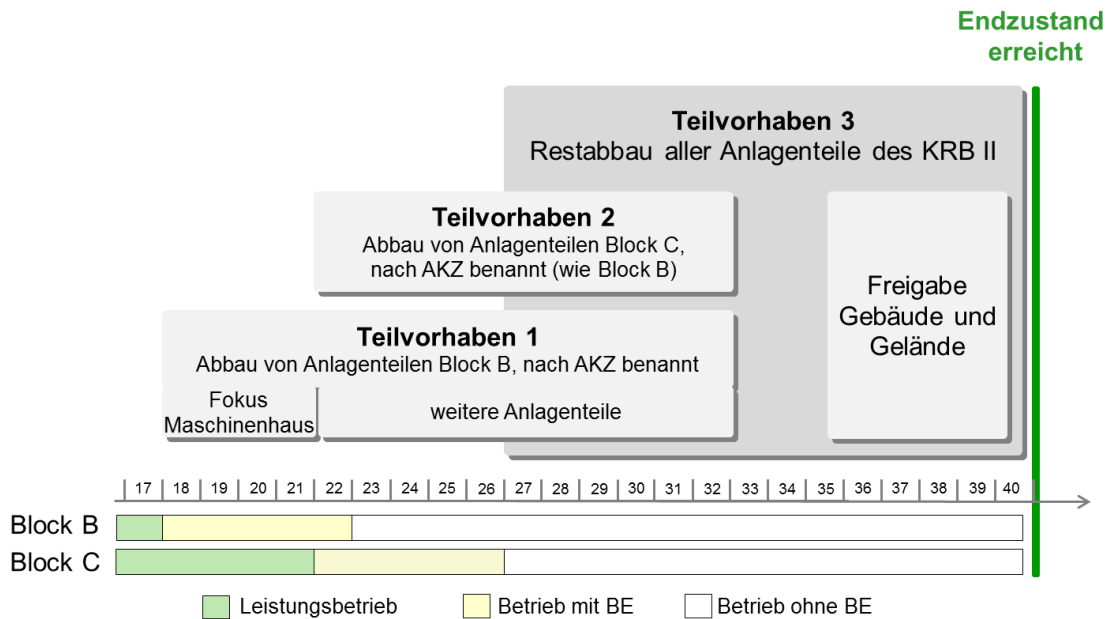 Endzustand
erreicht
Teilvorhaben 3
Restabbau aller Anlagenteile des KRB II
Teilvorhaben 2
Abbau von Anlagenteilen Block C,
nach AKZ benannt (wie Block B)
Freigabe
Gebäude und
Gelände
Teilvorhaben 1
Abbau von Anlagenteilen Block B, nach AKZ benannt
Fokus
Maschinenhaus
weitere Anlagenteile
17 18 19 20 21 22 23 24 25 26 27 28 29 30 31 32 33 34 35 36 37 38 39 40
Block B
Block C
Leistungsbetrieb Betrieb mit BE Betrieb ohne BE